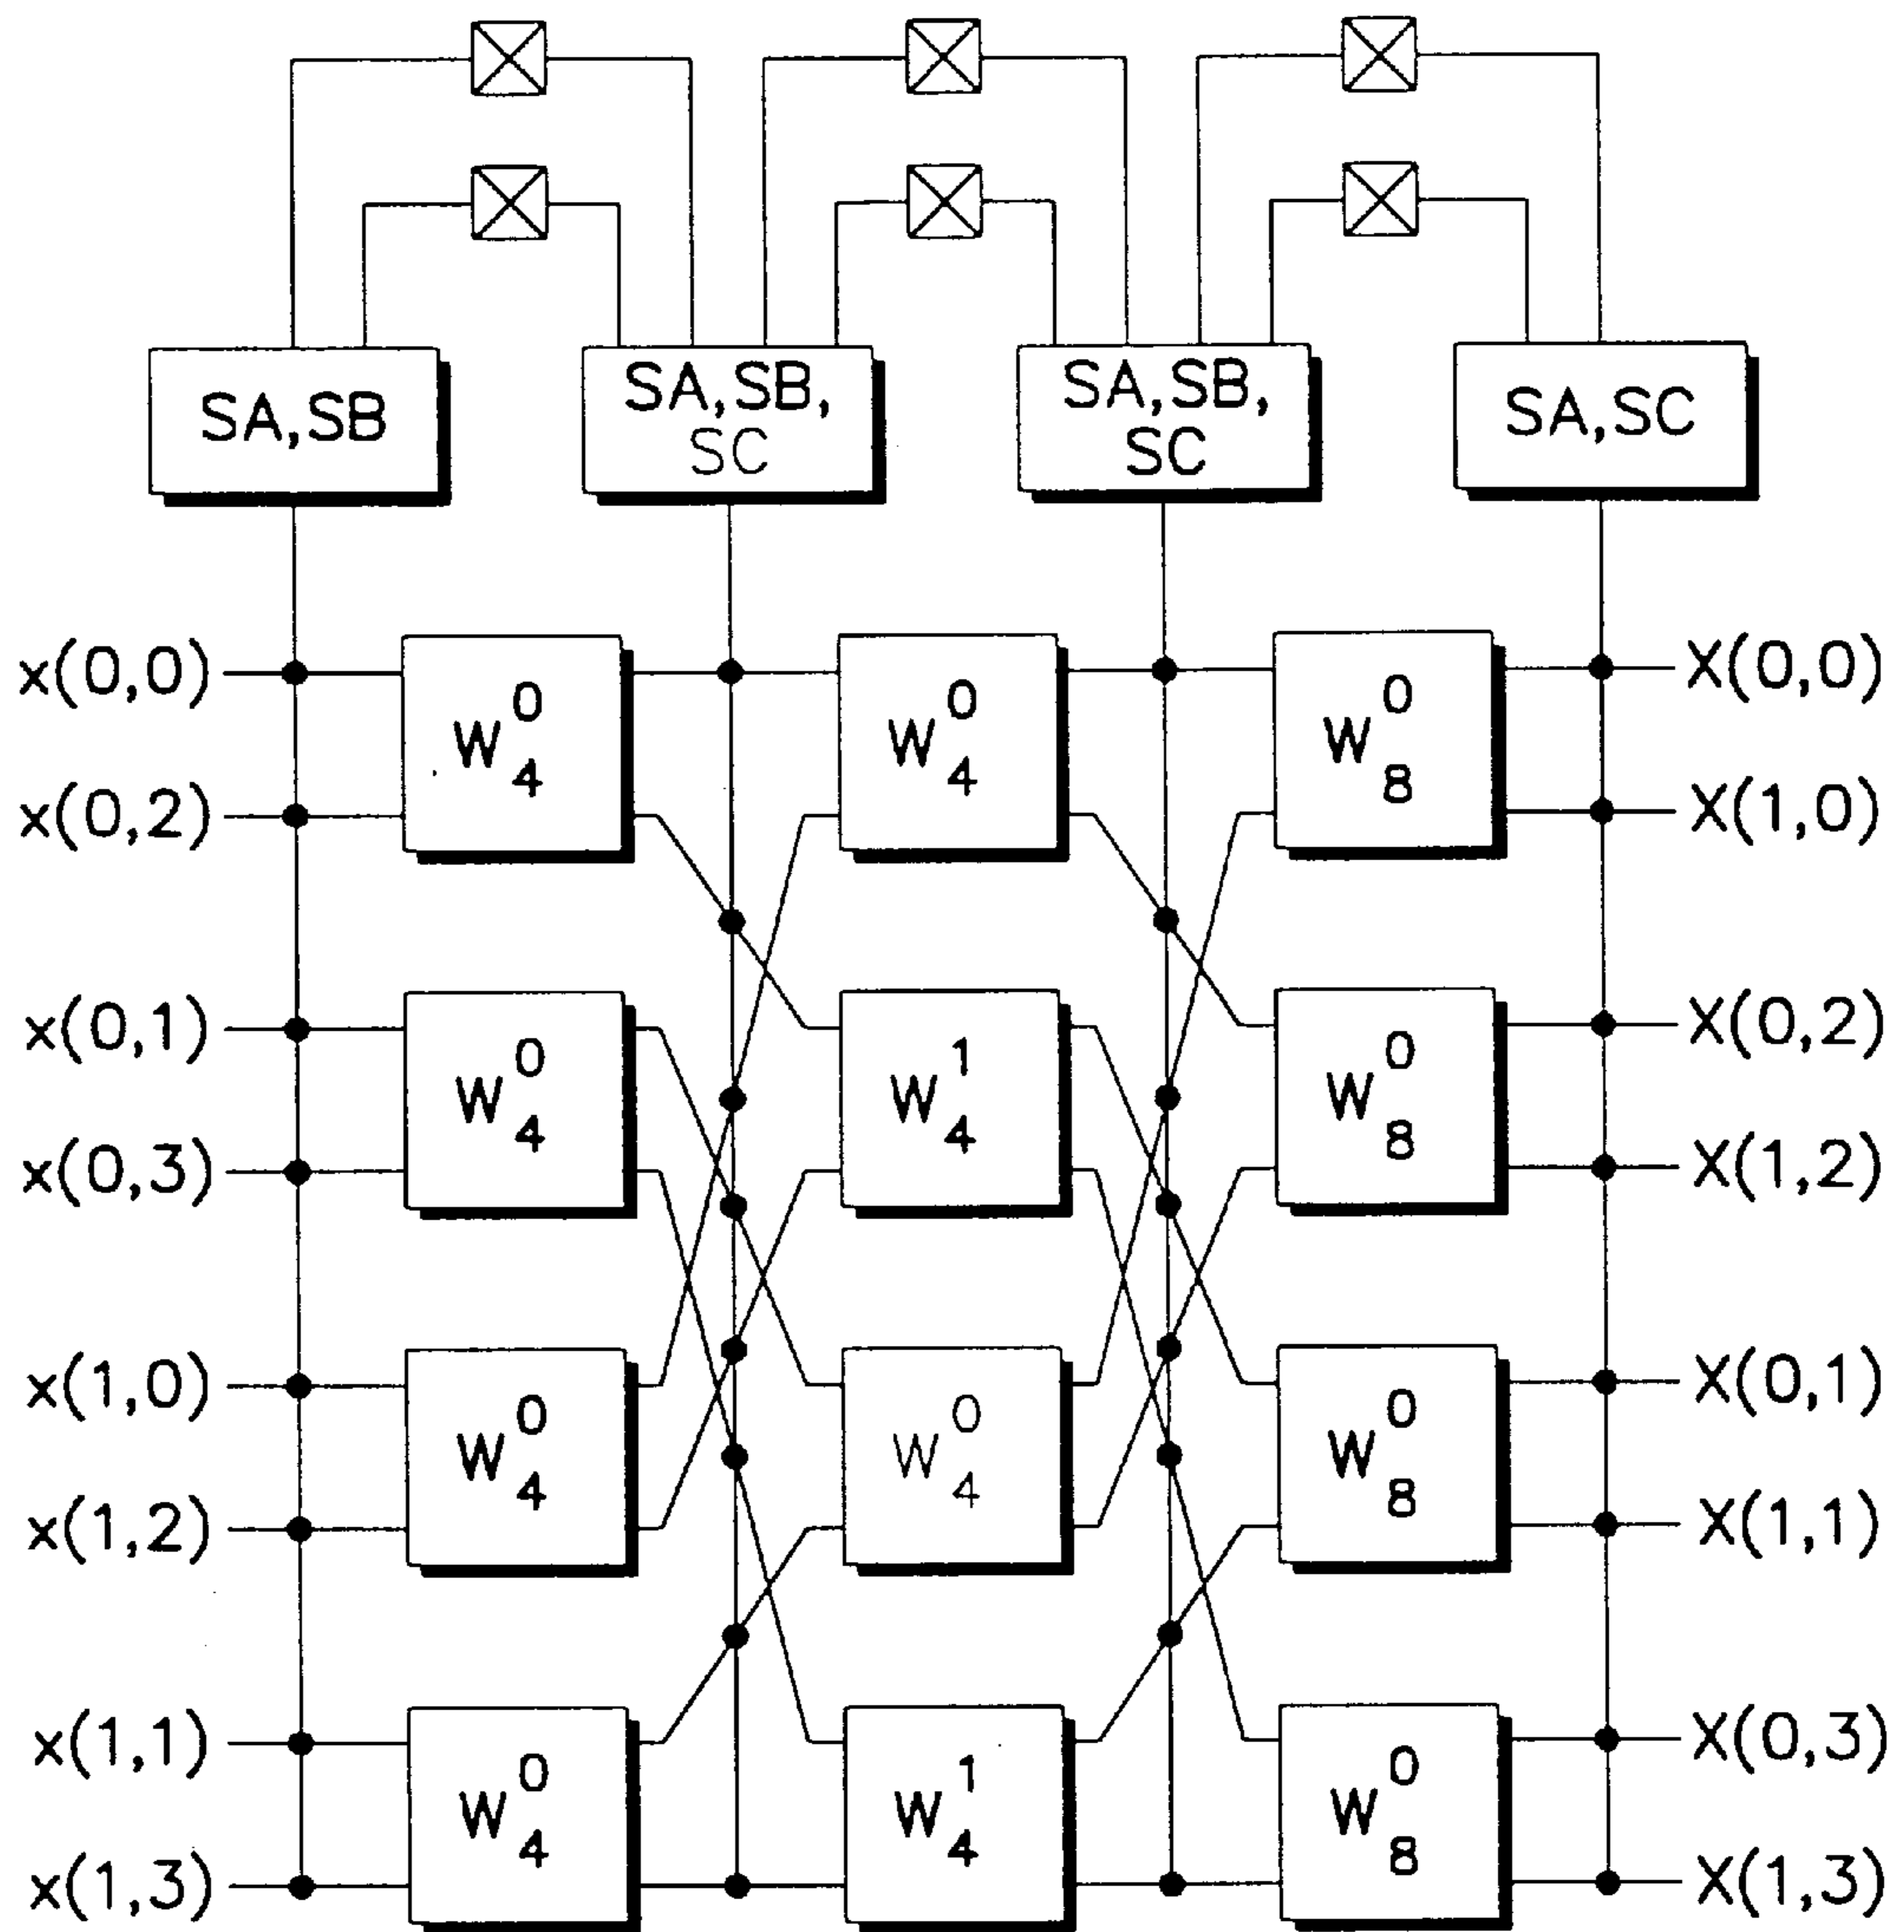 SA,SB
SA,SB,
SC
SA,SB,
SC
SA,SC
x(0,0)
W 0 4
W 0 4
W 0 8
X(0,0)
x(0,2)
X(1,0)
x(0,1)
W 0 4
W 1 4
W 0 8
X(0,2)
x(0,3)
X(1,2)
x(1,0)
W 0 4
W 0 4
W 0 8
X(0,1)
x(1,2)
X(1,1)
x(1,1)
W 0 4
W 1 4
W 0 8
X(0,3)
x(1,3)
X(1,3)